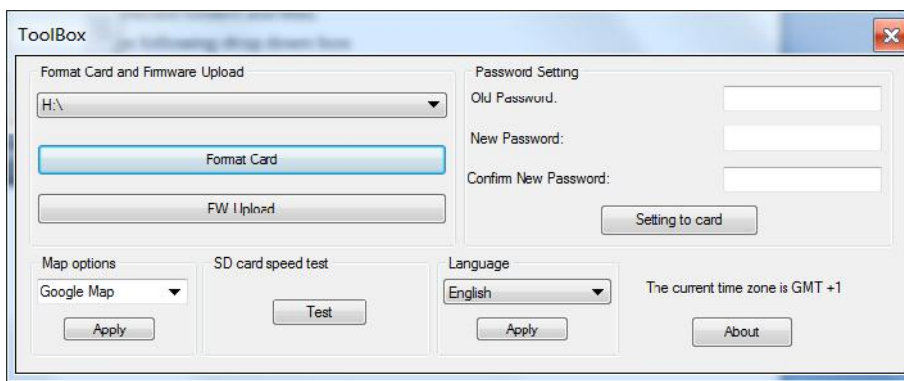 ToolBox
Format Card and Firmware Upload
H:\
Format Card
FW Upload
Password Setting
Old Password:
New Password:
Confirm New Password:
Setting to card
Map options
Google Map
Apply
SD card speed test
Test
Language
English
Apply
The current time zone is GMT +1
About